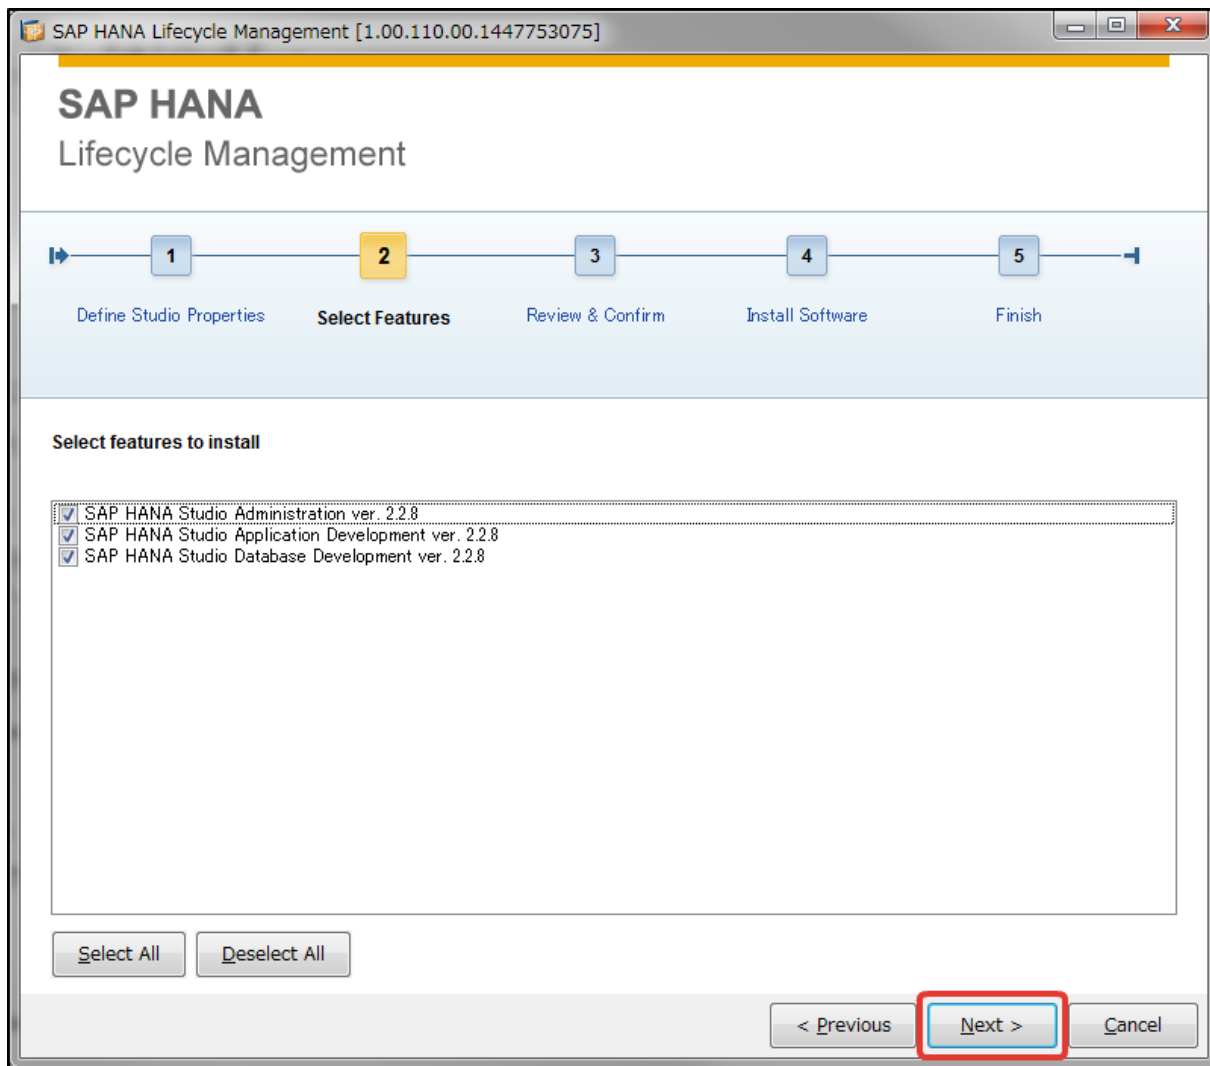 SAP HANA Lifecycle Management [1.00.110.00.1447753075]
SAP HANA
Lifecycle Management
1
2
3
4
5
Define Studio Properties
Select Features
Review & Confirm
Install Software
Finish
Select features to install
SAP HANA Studio Administration ver. 2.2.8
SAP HANA Studio Application Development ver. 2.2.8
SAP HANA Studio Database Development ver. 2.2.8
Select All
Deselect All
< Previous
Next >
Cancel